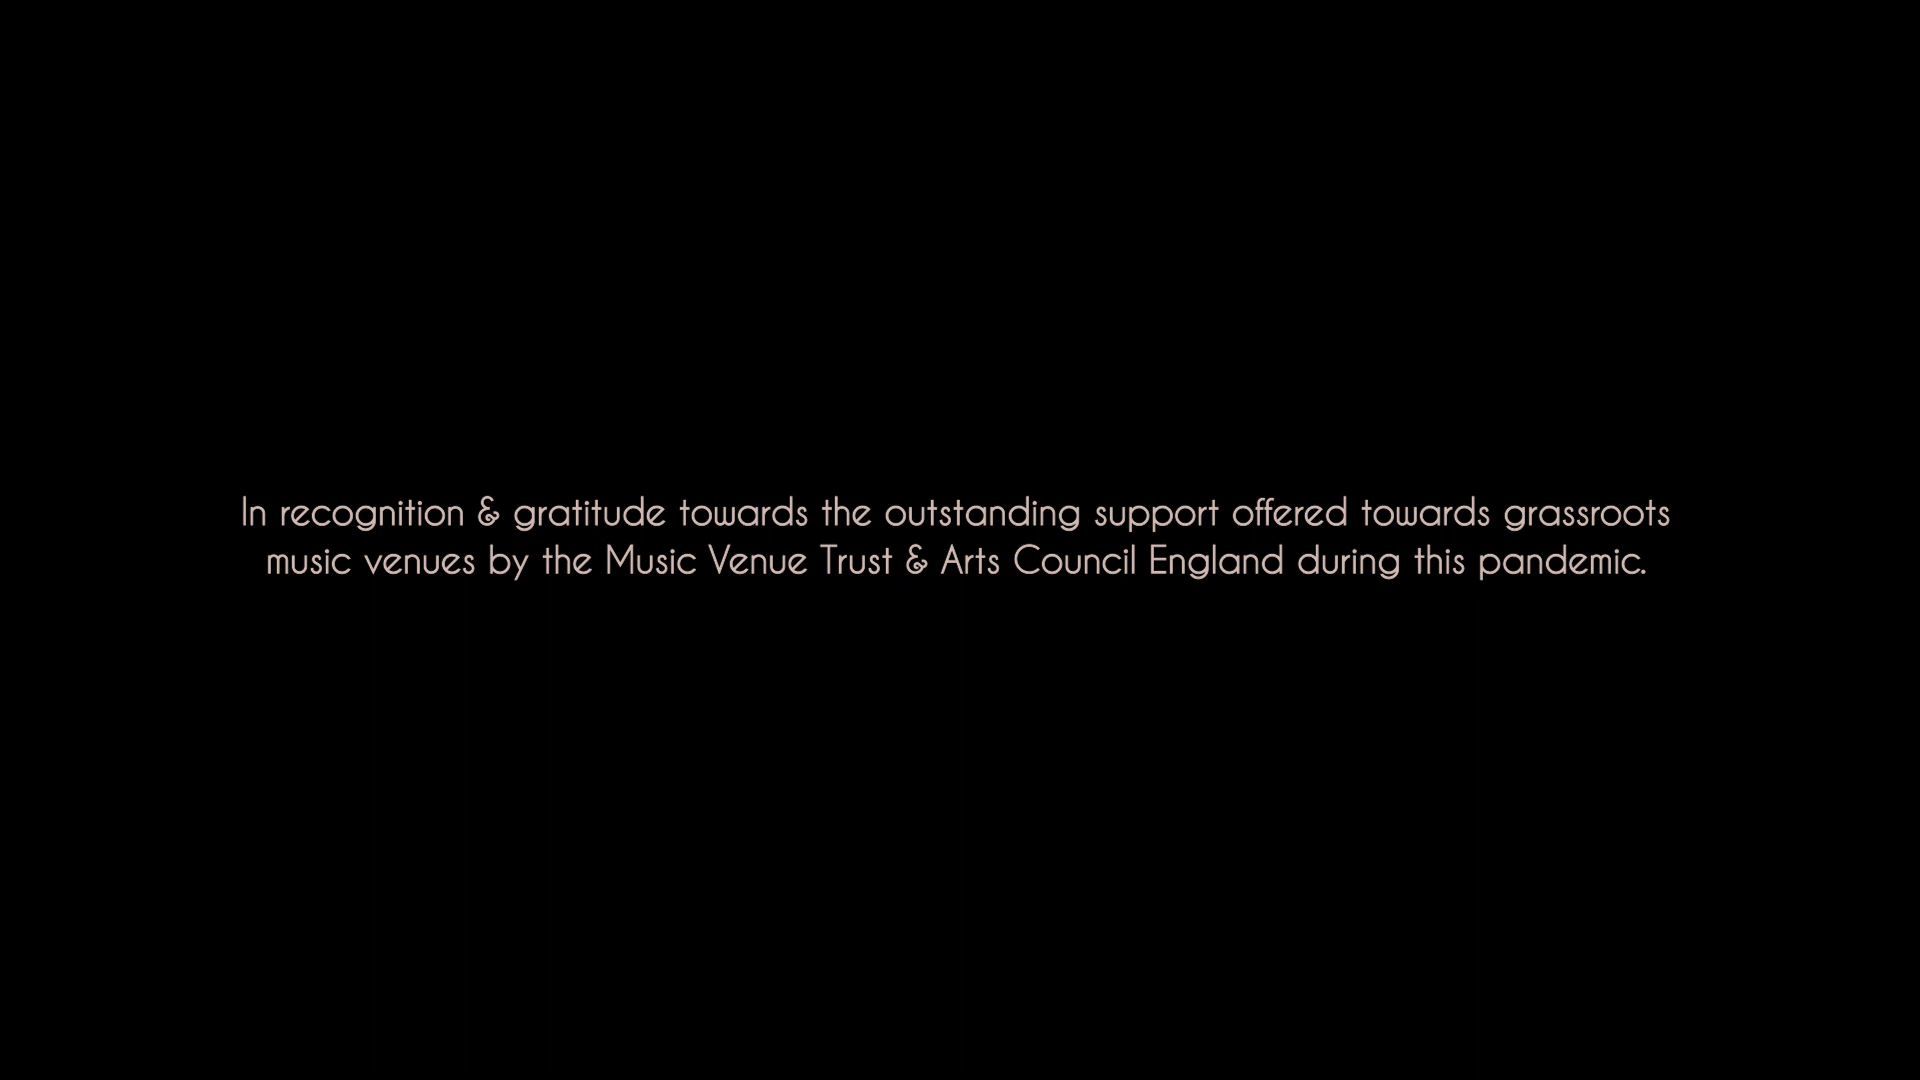 In recognition & gratitude towards the outstanding support offered towards grassroots
music venues by the Music Venue Trust & Arts Council England during this pandemic.